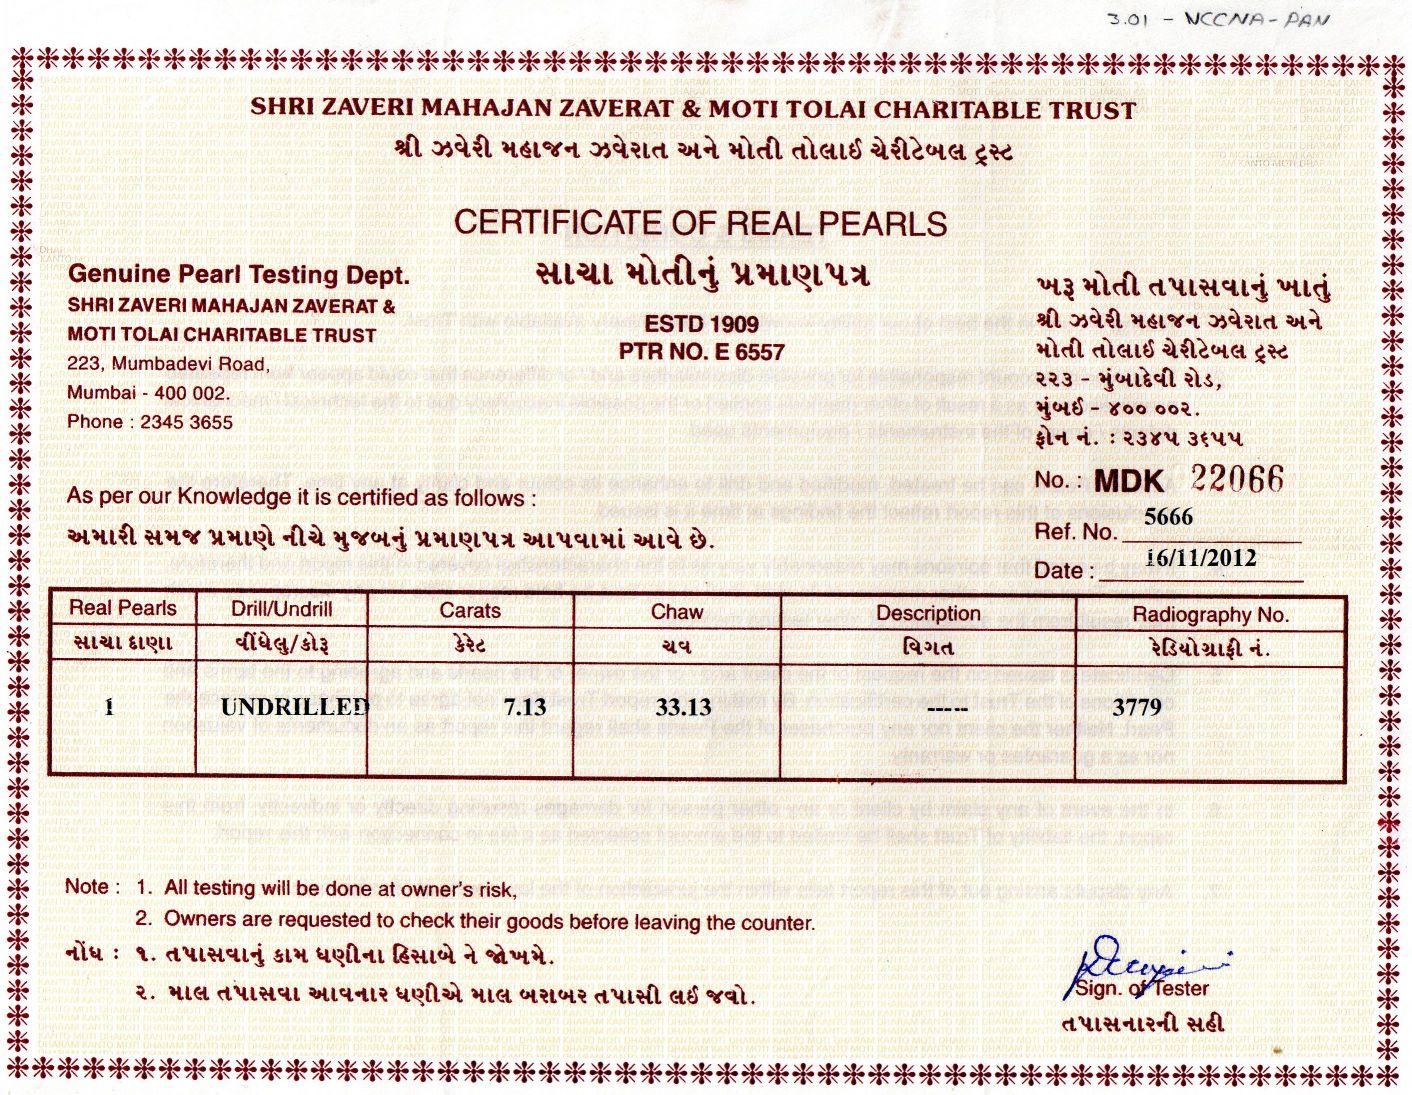 3.01 - NCCNA-PAN
SHRI ZAVERI MAHAJAN ZAVERAT & MOTI TOLAI CHARITABLE TRUST
શ્રી ઝવેરી મહાજન ઝવેરાત અને મોતી તોલાઈ ચેરીટેબલ ટ્રસ્ટ
CERTIFICATE OF REAL PEARLS
સાચા મોતીનું પ્રમાણપત્ર
ESTD 1909
PTR NO. E 6557
Genuine Pearl Testing Dept.
SHRI ZAVERI MAHAJAN ZAVERAT &
MOTI TOLAI CHARITABLE TRUST
223, Mumbadevi Road,
Mumbai - 400 002.
Phone : 2345 3655
ખરૂ મોતી તપાસવાનું ખાતું
શ્રી ઝવેરી મહાજન ઝવેરાત અને
મોતી તોલાઈ ચેરીટેબલ ટ્રસ્ટ
૨૨૩ - મુંબાદેવી રોડ,
મુંબઈ - ૪૦૦ ૦૦૨.
ફોન નં. : ૨૩૪૫ ૩૬૫૫
No. : MDK 22066
Ref. No. 5666
Date : 16/11/2012
As per our Knowledge it is certified as follows :
અમારી સમજ પ્રમાણે નીચે મુજબનું પ્રમાણપત્ર આપવામાં આવે છે.
Real Pearls Drill/Undrill Carats Chaw Description Radiography No.
સાચા દાણા વીંધેલુ/કોરૂ કેરેટ ચવ વિગત રેડિયોગ્રાફી નં.
1 UNDRILLED 7.13 33.13 ----- 3779
Note : 1. All testing will be done at owner's risk,
2. Owners are requested to check their goods before leaving the counter.
નોંધ : ૧. તપાસવાનું કામ ધણીના હિસાબે ને જોખમે.
૨. માલ તપાસવા આવનાર ધણીએ માલ બરાબર તપાસી લઈ જવો.
Sign. of Tester
તપાસનારની સહી